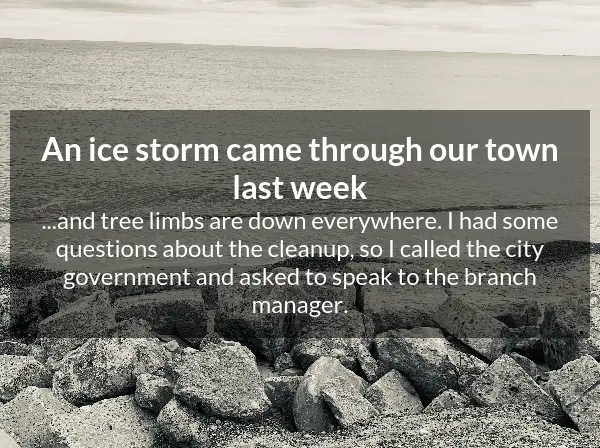 An ice storm came through our town
last week
...and tree limbs are down everywhere. I had some
questions about the cleanup, so I called the city
government and asked to speak to the branch
manager.